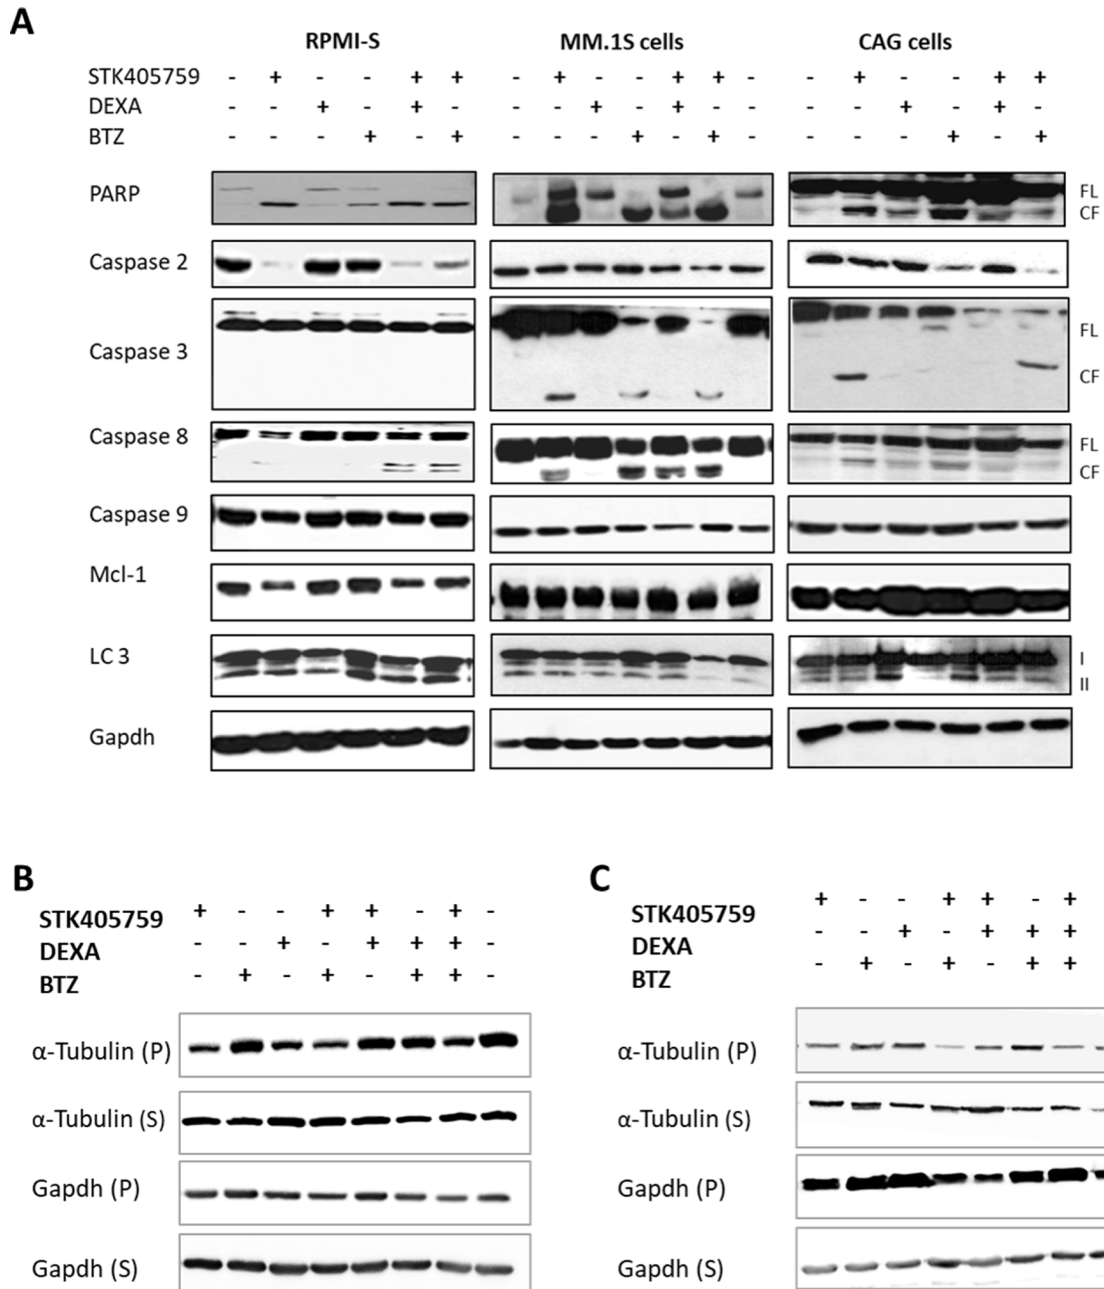 A
RPMI-S MM.1S cells CAG cells
STK405759 - + - - + + - + - - + + - - + - - + +
DEXA - - + - + - - - + - + - - - - + - + -
BTZ - - - + - + - - - + - + - - - - + - +
PARP FL
CF
Caspase 2
Caspase 3 FL
CF
Caspase 8 FL
CF
Caspase 9
Mcl-1
LC 3 I
II
Gapdh
B
STK405759 + - - + + - + -
DEXA - - + - + + + -
BTZ - + - + - + + -
α-Tubulin (P)
α-Tubulin (S)
Gapdh (P)
Gapdh (S)
C
STK405759 + - - + + - +
DEXA - - + - + + +
BTZ - + - + - + +
α-Tubulin (P)
α-Tubulin (S)
Gapdh (P)
Gapdh (S)